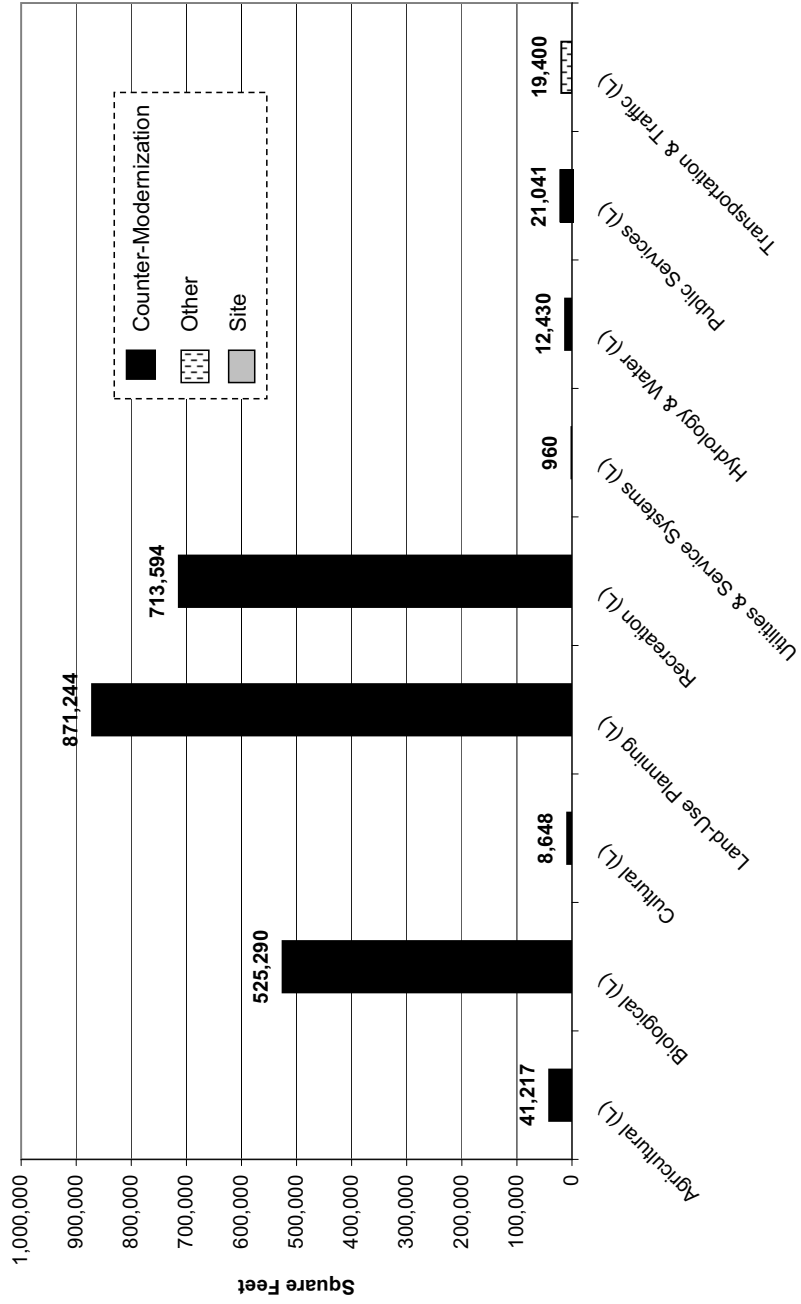 Square Feet
1,000,000
900,000
800,000
700,000
600,000
500,000
400,000
300,000
200,000
100,000
0
41,217
525,290
8,648
871,244
713,594
960
12,430
21,041
19,400
Counter-Modernization
Other
Site
Agricultural (L)
Biological (L)
Cultural (L)
Land-Use Planning (L)
Recreation (L)
Utilities & Service Systems (L)
Hydrology & Water (L)
Public Services (L)
Transportation & Traffic (L)